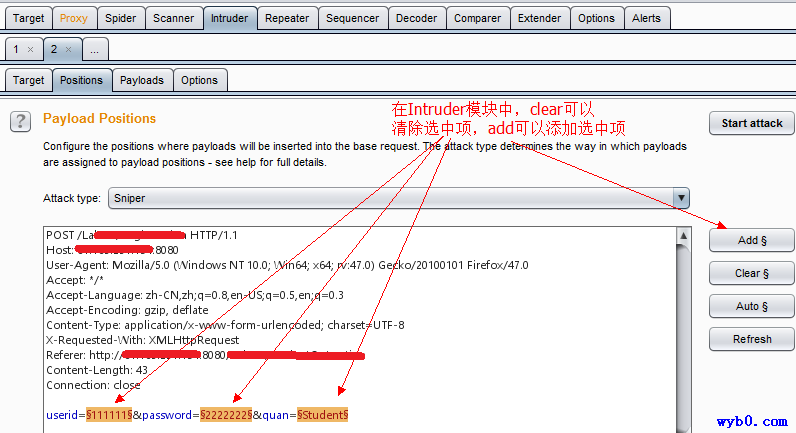 Target Proxy Spider Scanner Intruder Repeater Sequencer Decoder Comparer Extender Options Alerts
1 × 2 × ...
Target Positions Payloads Options
在Intruder模块中，clear可以
清除选中项，add可以添加选中项
? Payload Positions
Start attack
Configure the positions where payloads will be inserted into the base request. The attack type determines the way in which payloads
are assigned to payload positions - see help for full details.
Attack type: Sniper
POST /La HTTP/1.1
Host: :8080
User-Agent: Mozilla/5.0 (Windows NT 10.0; Win64; x64; rv:47.0) Gecko/20100101 Firefox/47.0
Accept: */*
Accept-Language: zh-CN,zh;q=0.8,en-US;q=0.5,en;q=0.3
Accept-Encoding: gzip, deflate
Content-Type: application/x-www-form-urlencoded; charset=UTF-8
X-Requested-With: XMLHttpRequest
Referer: http:// :8080/
Content-Length: 43
Connection: close
userid=§111111§&password=§2222222§&quan=§Student§
Add §
Clear §
Auto §
Refresh
wyb0.com